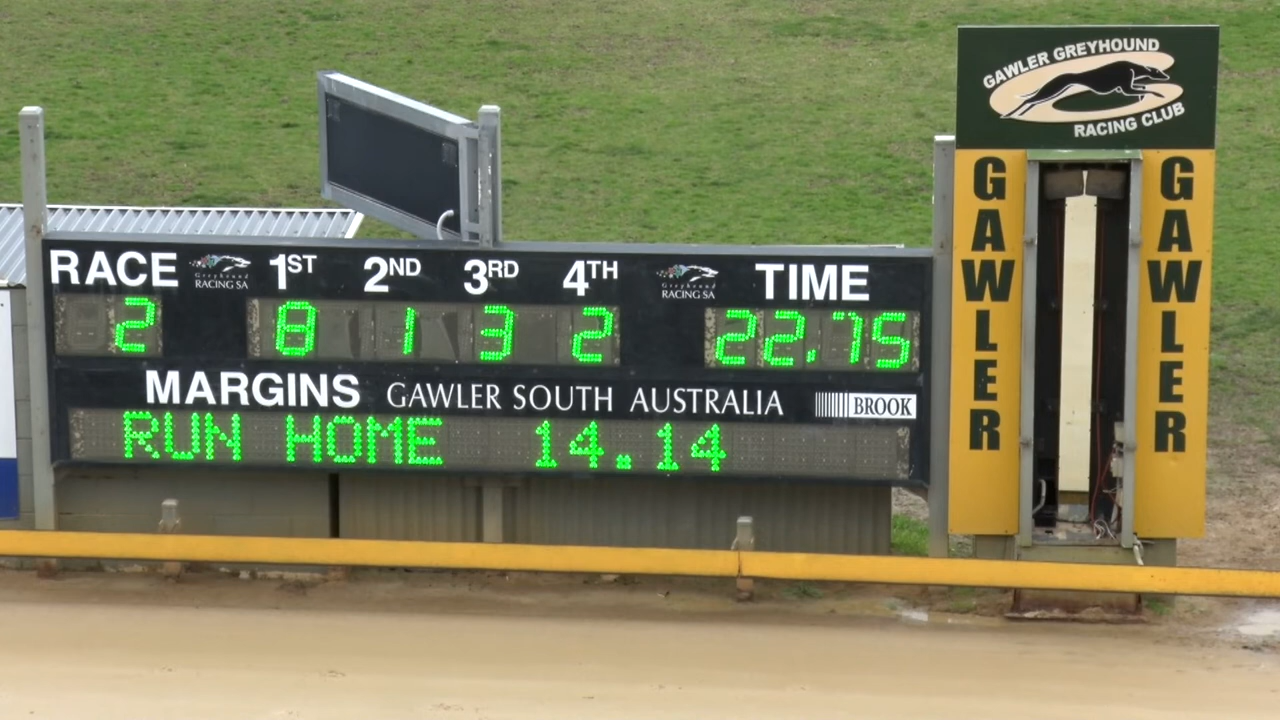 GAWLER GREYHOUND
RACING CLUB
GAWLER
GAWLER
RACE
Greyhound
RACING SA
1ST
2ND
3RD
4TH
Greyhound
RACING SA
TIME
2
8
1
3
2
22.75
MARGINS
GAWLER SOUTH AUSTRALIA
BROOK
RUN HOME 14.14